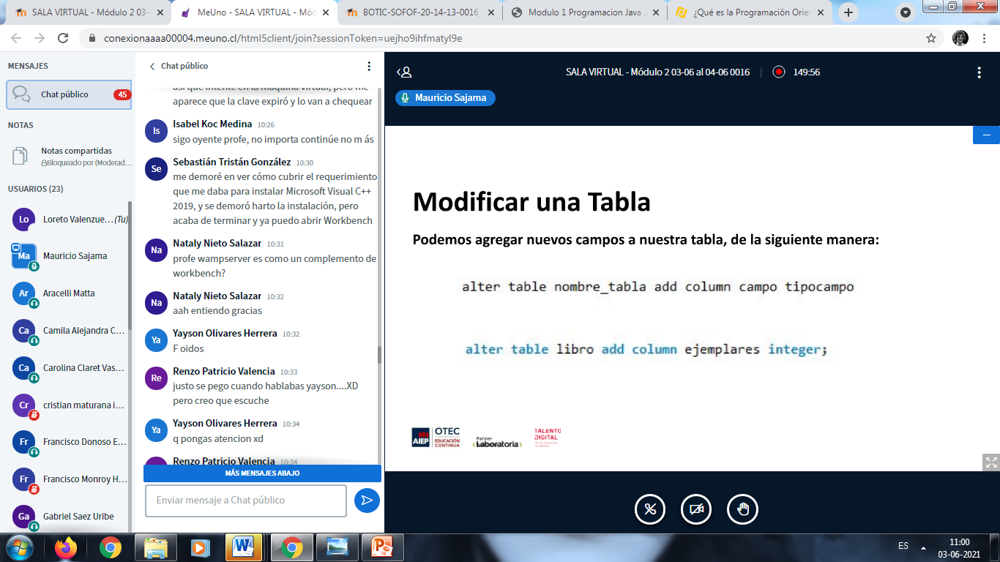 SALA VIRTUAL - Módulo 2 03-
MeUno - SALA VIRTUAL - Móc
BOTIC-SOFOF-20-14-13-0016_
Modulo 1 Programacion Java 2
¿Qué es la Programación Orie
conexionaaaa00004.meuno.cl/html5client/join?sessionToken=uejho9ihfmatyl9e
MENSAJES
Chat público
45
NOTAS
Notas compartidas
Bloqueado por (Moderad...
USUARIOS (23)
Lo
Loreto Valenzue... (Tu)
Ma
Mauricio Sajama
Ar
Aracelli Matta
Ca
Camila Alejandra C...
Ca
Carolina Claret Vas...
Cr
cristian maturana i...
Fr
Francisco Donoso E...
Fr
Francisco Monroy H...
Ga
Gabriel Saez Uribe
Chat público
así que intenté en la máquina virtual, pero me
aparece que la clave expiró y lo van a chequear
Is
Isabel Koc Medina 10:26
sigo oyente profe, no importa continúe no m ás
Se
Sebastián Tristán González 10:30
me demoré en ver cómo cubrir el requerimiento
que me daba para instalar Microsoft Visual C++
2019, y se demoró harto la instalación, pero
acaba de terminar y ya puedo abrir Workbench
Na
Nataly Nieto Salazar 10:31
profe wampserver es como un complemento de
workbench?
Na
Nataly Nieto Salazar 10:32
aah entiendo gracias
Ya
Yayson Olivares Herrera 10:32
F oidos
Re
Renzo Patricio Valencia 10:33
justo se pego cuando hablabas yayson....XD
pero creo que escuche
Ya
Yayson Olivares Herrera 10:34
q pongas atencion xd
Renzo Patricio Valencia 10:34
MÁS MENSAJES ABAJO
Enviar mensaje a Chat público
SALA VIRTUAL - Módulo 2 03-06 al 04-06 0016
149:56
Mauricio Sajama
Modificar una Tabla
Podemos agregar nuevos campos a nuestra tabla, de la siguiente manera:
alter table nombre_tabla add column campo tipocampo
alter table libro add column ejemplares integer;
AIEP
OTEC
EDUCACIÓN
CONTINUA
Partner
Laboratoria
TALENTO
DIGITAL
ES
11:00
03-06-2021